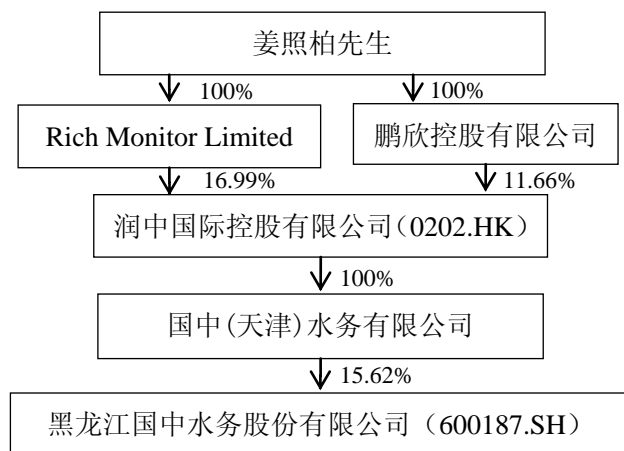 姜照柏先生
100%
100%
Rich Monitor Limited
鹏欣控股有限公司
16.99%
11.66%
润中国际控股有限公司（0202.HK）
100%
国中(天津)水务有限公司
15.62%
黑龙江国中水务股份有限公司（600187.SH）